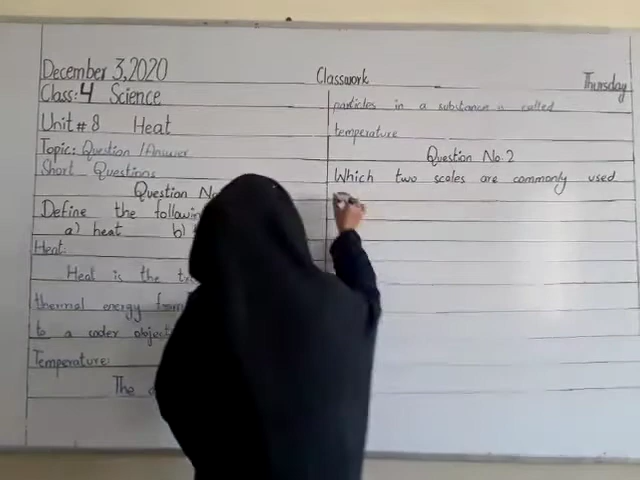 December 3,2020 Classwork Thursday
Class: 4 Science
Unit # 8 Heat
Topic: Question /Answer
Short Questions
Question No
Define the following
a) heat b)
Heat:
Heat is the
thermal energy from
to a coder object
Temperature:
The
particles in a substance is called
temperature
Question No.2
Which two scales are commonly used